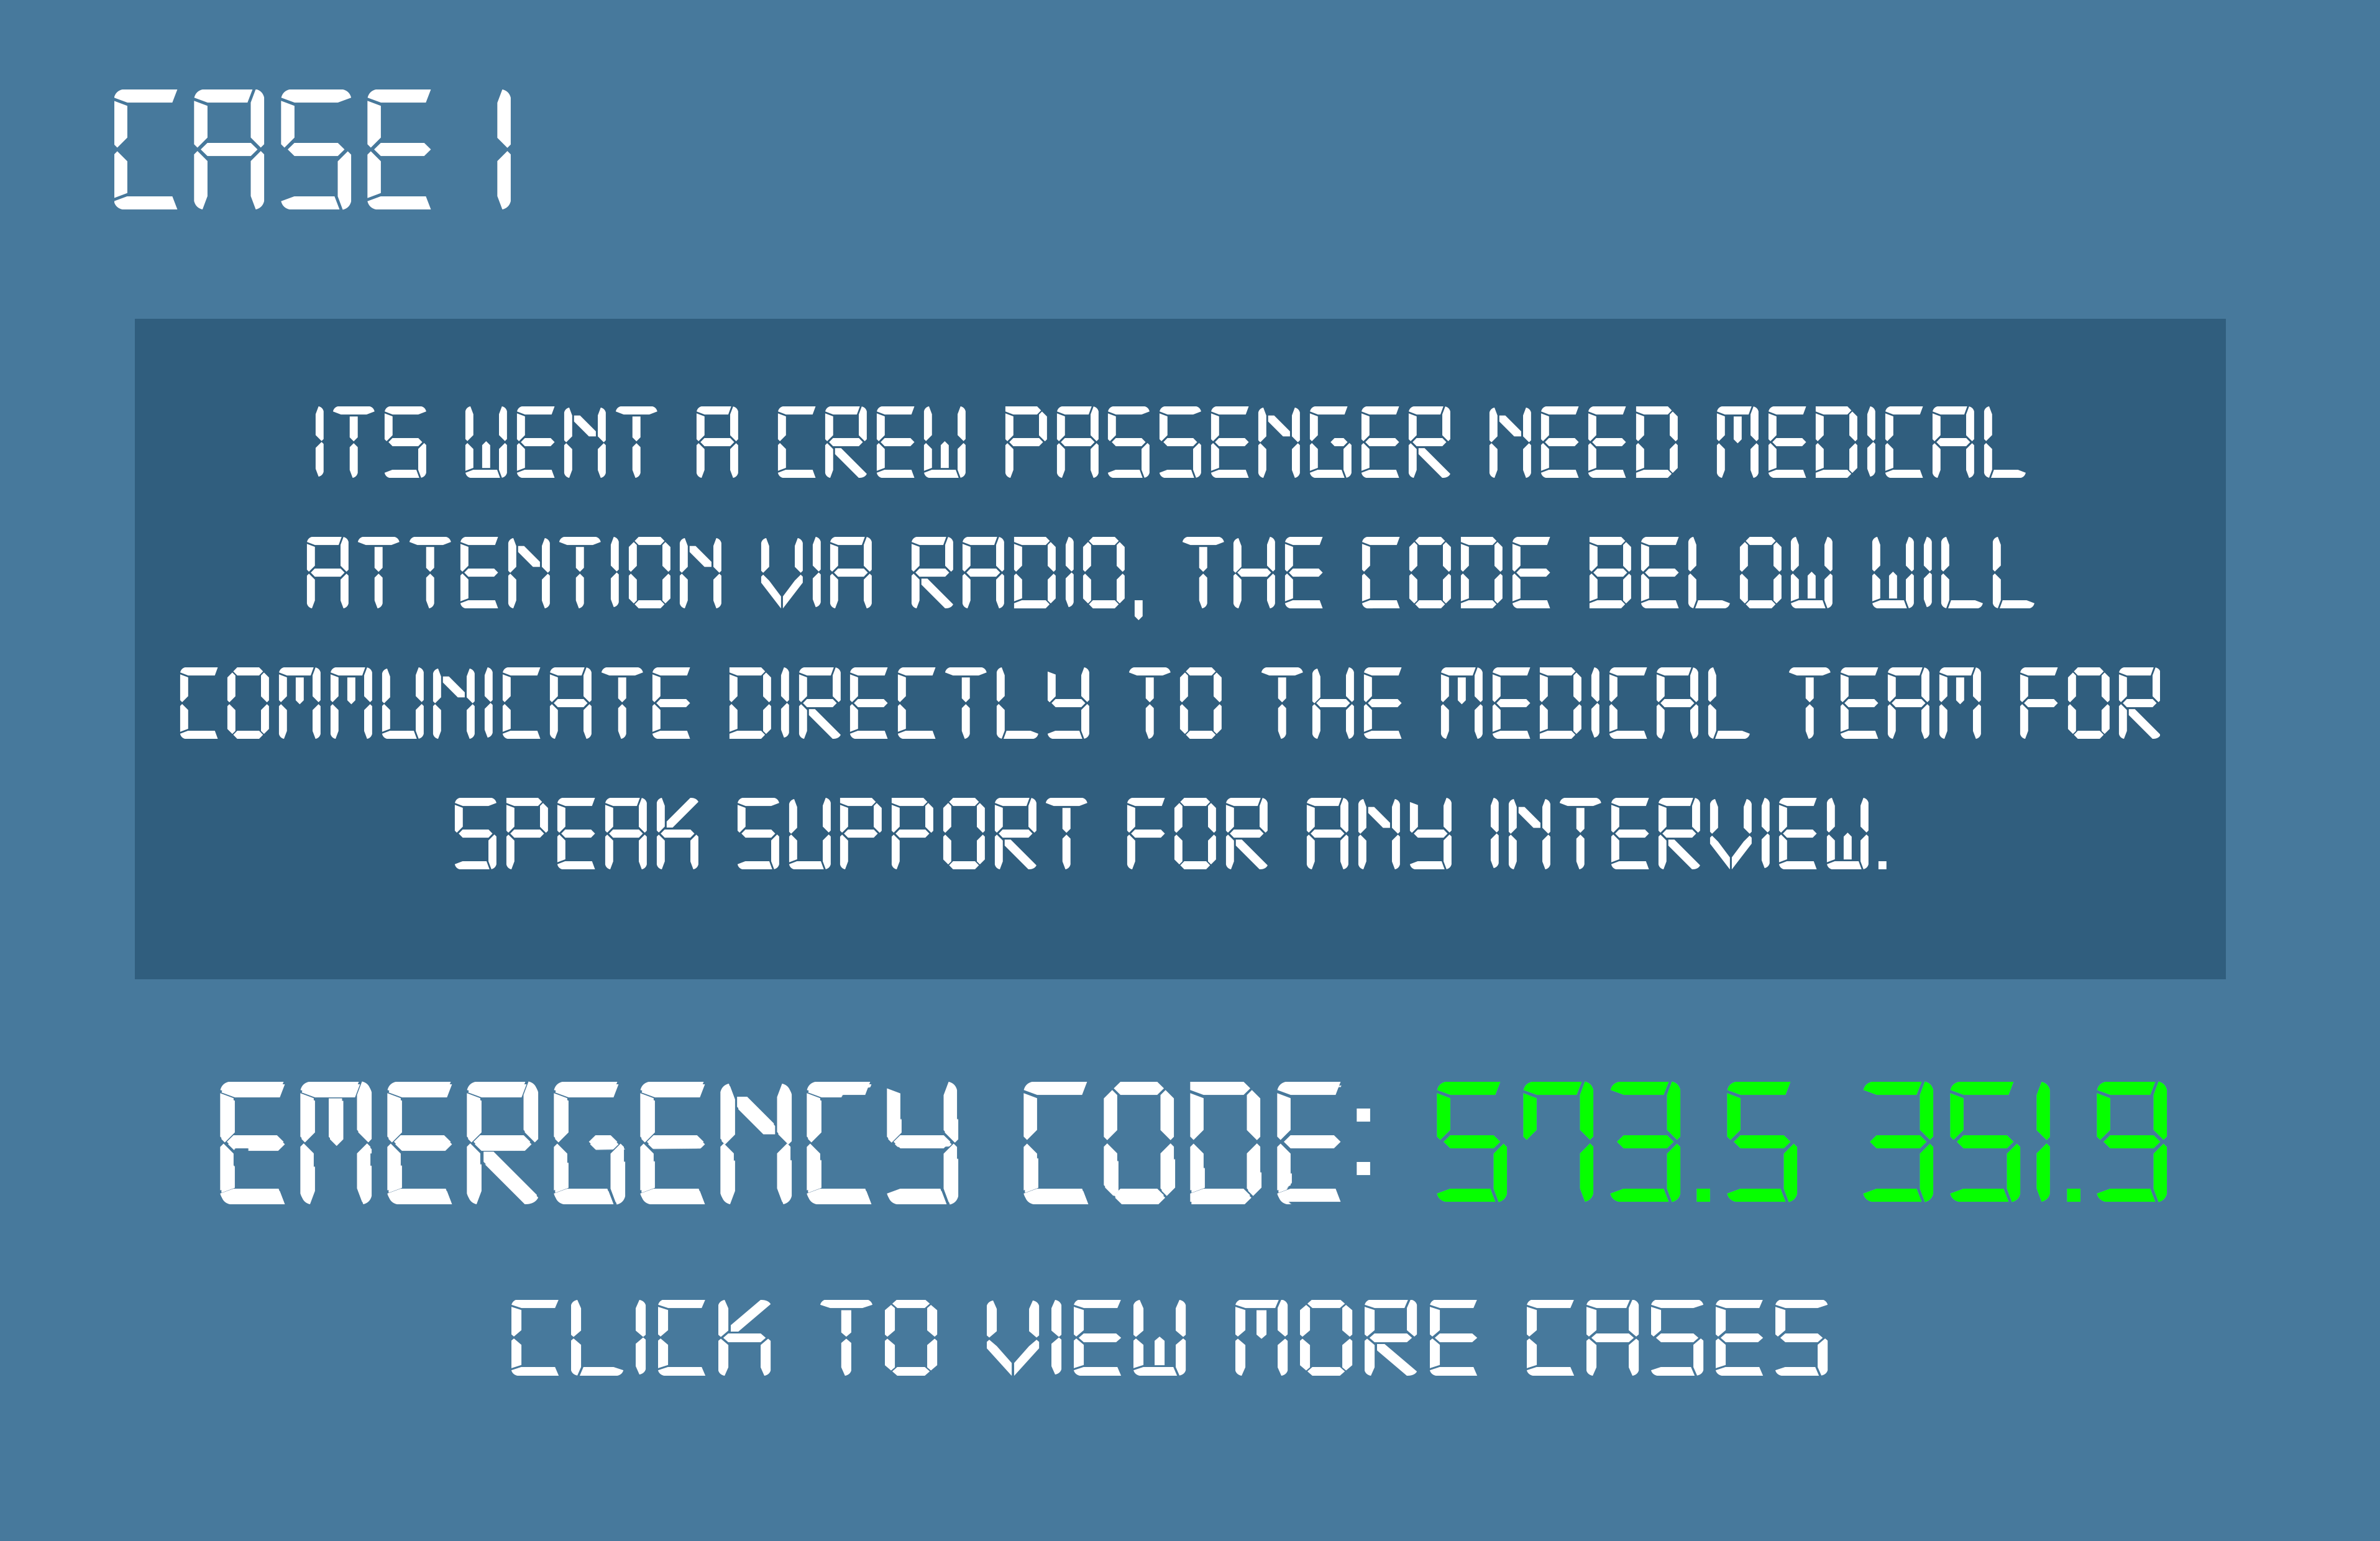 CASE 1
ITS WENT A CREW PASSENGER NEED MEDICAL
ATTENTION VIA RADIO, THE CODE BELOW WILL
COMMUNICATE DIRECTLY TO THE MEDICAL TEAM FOR
SPEAK SUPPORT FOR ANY INTERVIEW.
EMERGENCY CODE: 573.5 351.9
CLICK TO VIEW MORE CASES